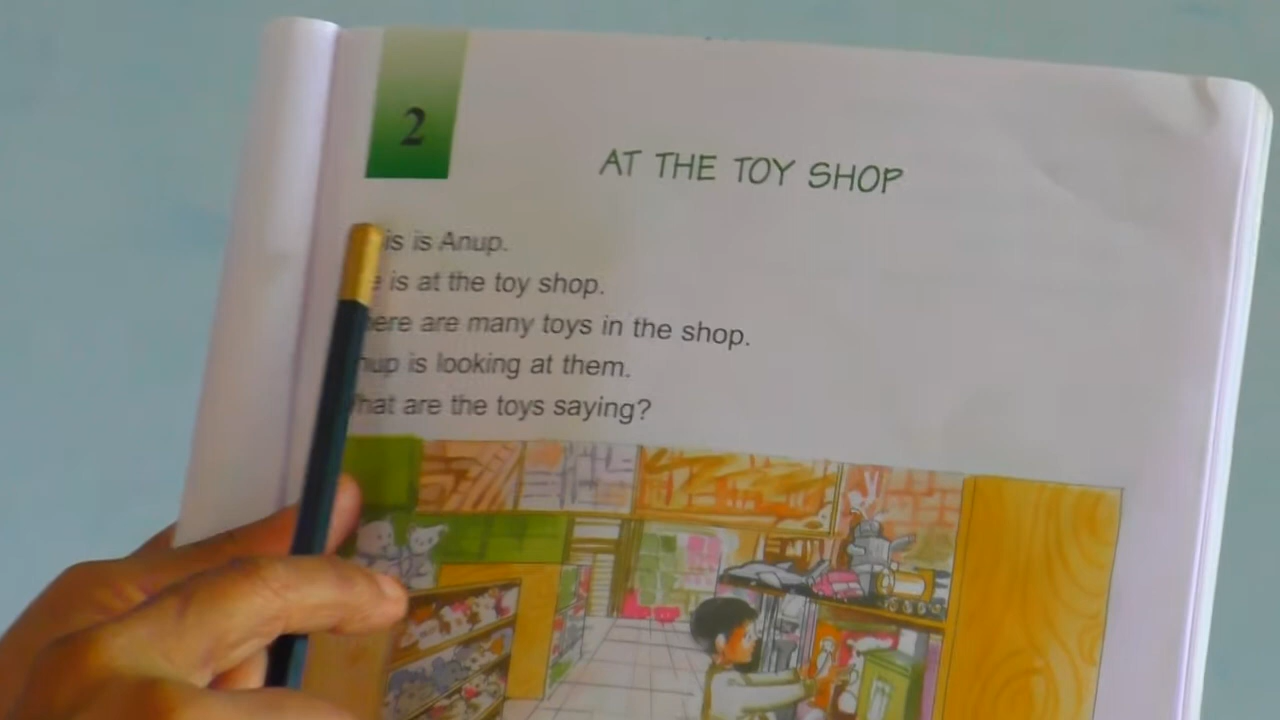 2
AT THE TOY SHOP
is is Anup.
e is at the toy shop.
here are many toys in the shop.
nup is looking at them.
hat are the toys saying?